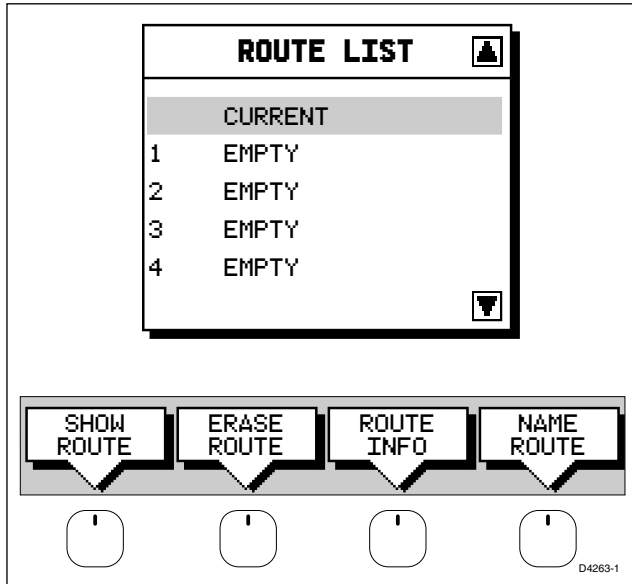 ROUTE LIST
CURRENT
1 EMPTY
2 EMPTY
3 EMPTY
4 EMPTY
SHOW ROUTE
ERASE ROUTE
ROUTE INFO
NAME ROUTE
D4263-1